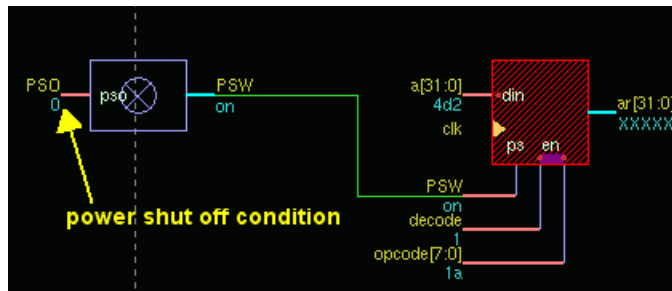 PSO
0
pso
PSW
on
power shut off condition
a[31:0]
4d2
clk
din
ps en
ar[31:0]
XXXXX
PSW
on
decode
1
opcode[7:0]
1a